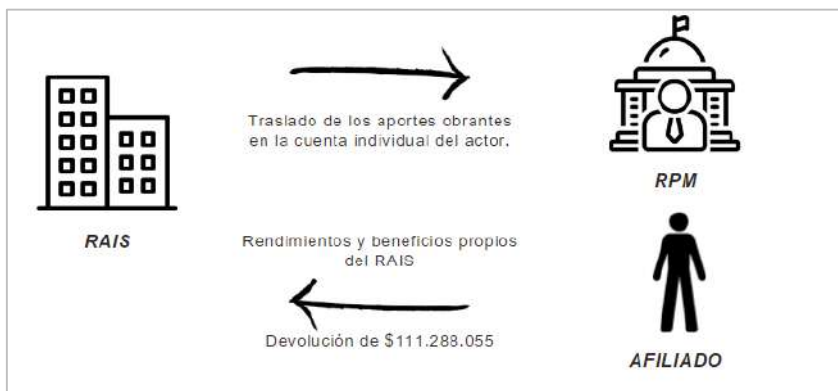 Traslado de los aportes obrantes
en la cuenta individual del actor.
RPM
RAIS
Rendimientos y beneficios propios
del RAIS
Devolución de $111.288.055
AFILIADO